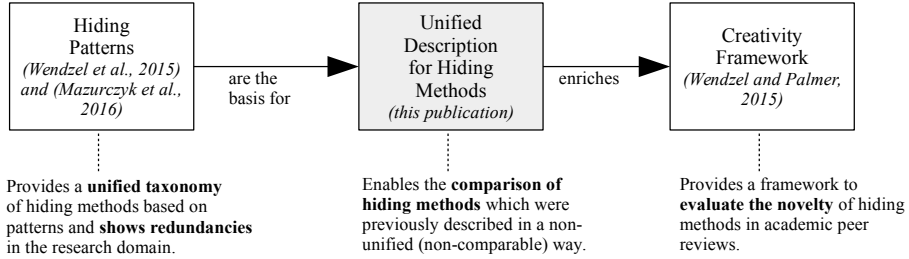 Hiding
Patterns
(Wendzel et al., 2015)
and (Mazurczyk et al.,
2016)
are the
basis for
Unified
Description
for Hiding
Methods
(this publication)
enriches
Creativity
Framework
(Wendzel and Palmer,
2015)
Provides a unified taxonomy
of hiding methods based on
patterns and shows redundancies
in the research domain.
Enables the comparison of
hiding methods which were
previously described in a non-
unified (non-comparable) way.
Provides a framework to
evaluate the novelty of hiding
methods in academic peer
reviews.